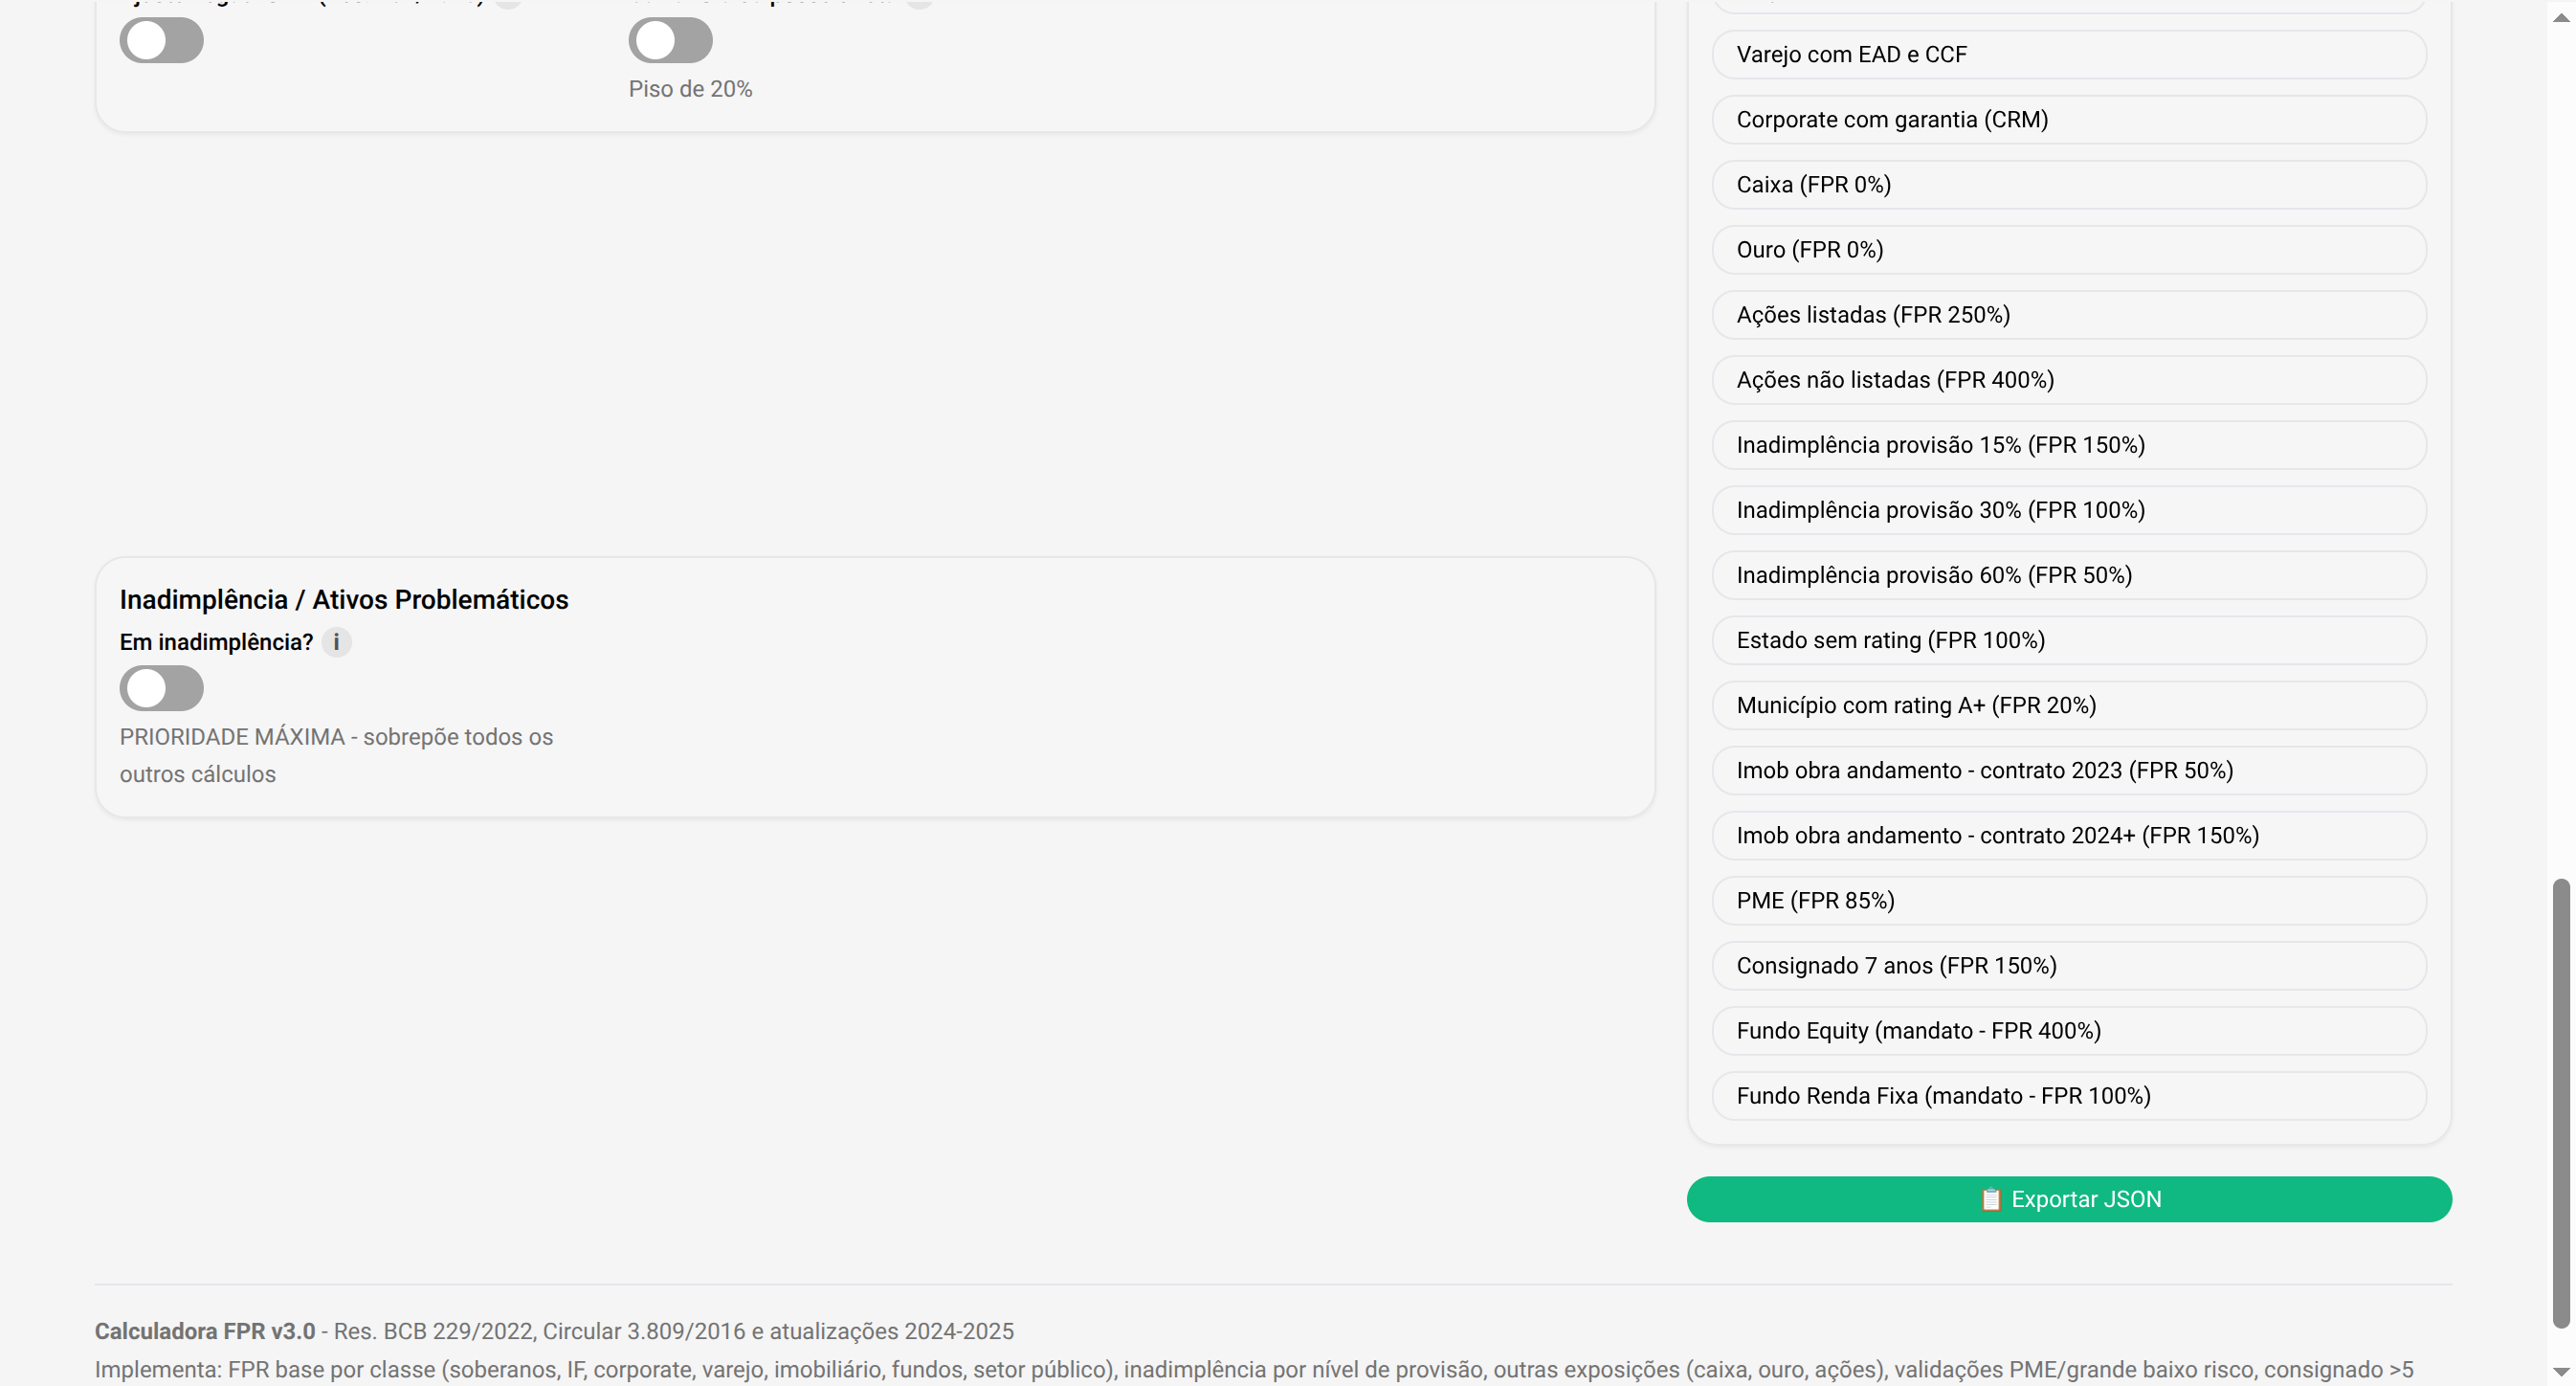 Piso de 20%
Inadimplência / Ativos Problemáticos
Em inadimplência? i
PRIORIDADE MÁXIMA - sobrepõe todos os
outros cálculos
Varejo com EAD e CCF
Corporate com garantia (CRM)
Caixa (FPR 0%)
Ouro (FPR 0%)
Ações listadas (FPR 250%)
Ações não listadas (FPR 400%)
Inadimplência provisão 15% (FPR 150%)
Inadimplência provisão 30% (FPR 100%)
Inadimplência provisão 60% (FPR 50%)
Estado sem rating (FPR 100%)
Município com rating A+ (FPR 20%)
Imob obra andamento - contrato 2023 (FPR 50%)
Imob obra andamento - contrato 2024+ (FPR 150%)
PME (FPR 85%)
Consignado 7 anos (FPR 150%)
Fundo Equity (mandato - FPR 400%)
Fundo Renda Fixa (mandato - FPR 100%)
📋 Exportar JSON
Calculadora FPR v3.0 - Res. BCB 229/2022, Circular 3.809/2016 e atualizações 2024-2025
Implementa: FPR base por classe (soberanos, IF, corporate, varejo, imobiliário, fundos, setor público), inadimplência por nível de provisão, outras exposições (caixa, ouro, ações), validações PME/grande baixo risco, consignado >5